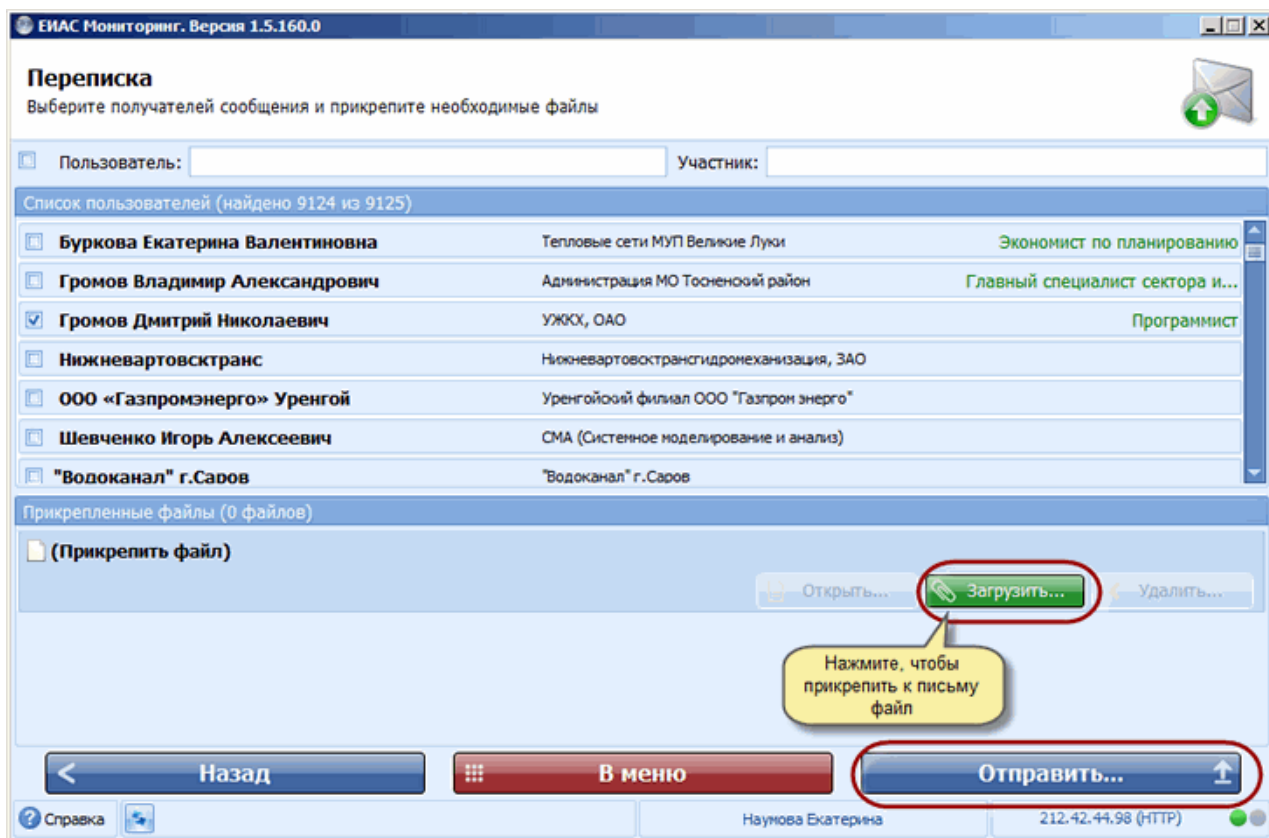 ЕИАС Мониторинг. Версия 1.5.160.0
Переписка
Выберите получателей сообщения и прикрепите необходимые файлы
Пользователь: Участник:
Список пользователей (найдено 9124 из 9125)
Буркова Екатерина Валентиновна Тепловые сети МУП Великие Луки Экономист по планированию
Громов Владимир Александрович Администрация МО Тосненский район Главный специалист сектора и...
Громов Дмитрий Николаевич УЖКХ, ОАО Программист
Нижневартовсктранс Нижневартовсктрансгидромеханизация, ЗАО
ООО «Газпромэнерго» Уренгой Уренгойский филиал ООО "Газпром энерго"
Шевченко Игорь Алексеевич СМА (Системное моделирование и анализ)
"Водоканал" г.Саров "Водоканал" г.Саров
Прикрепленные файлы (0 файлов)
(Прикрепить файл)
Открыть... Загрузить... Удалить...
Нажмите, чтобы
прикрепить к письму
файл
Назад В меню Отправить...
Справка Наумова Екатерина 212.42.44.98 (HTTP)